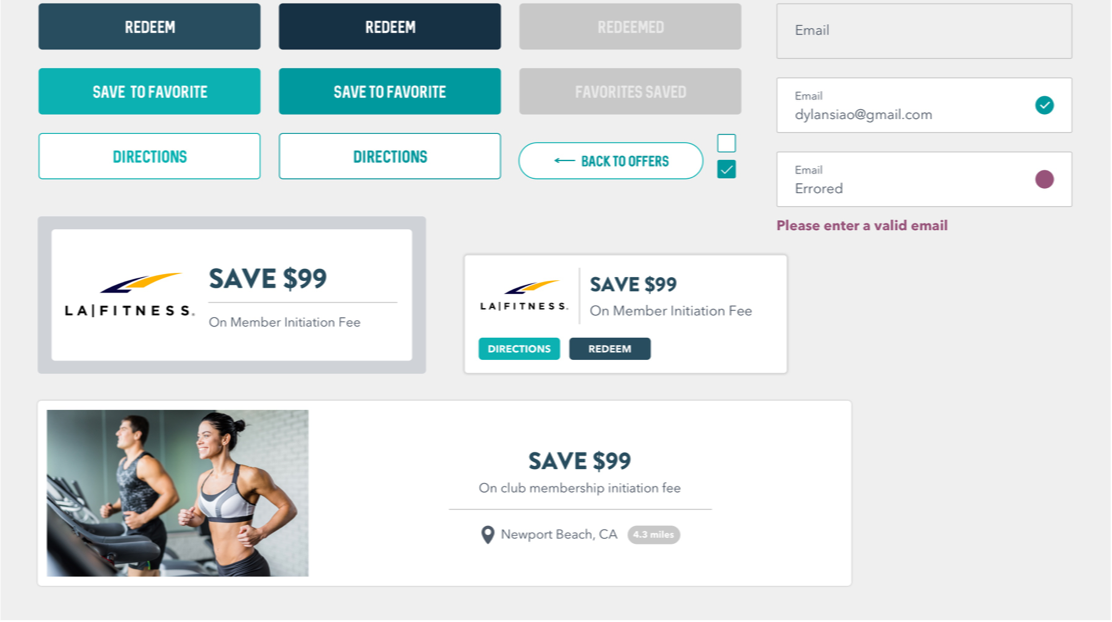 REDEEM
REDEEM
REDEEMED
SAVE TO FAVORITE
SAVE TO FAVORITE
FAVORITES SAVED
DIRECTIONS
DIRECTIONS
BACK TO OFFERS
Email
Email
dylansiao@gmail.com
Email
Errored
Please enter a valid email
LA|FITNESS.
SAVE $99
On Member Initiation Fee
LA|FITNESS.
SAVE $99
On Member Initiation Fee
DIRECTIONS
REDEEM
SAVE $99
On club membership initiation fee
Newport Beach, CA
4.3 miles